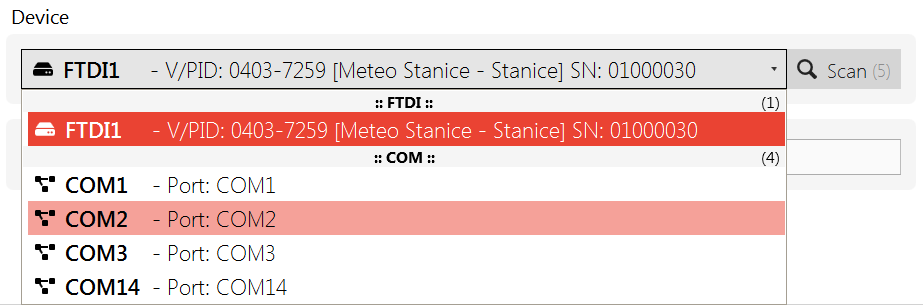 Device
FTDI1 - V/PID: 0403-7259 [Meteo Stanice - Stanice] SN: 01000030 Scan (5)
:: FTDI :: (1)
FTDI1 - V/PID: 0403-7259 [Meteo Stanice - Stanice] SN: 01000030
:: COM :: (4)
COM1 - Port: COM1
COM2 - Port: COM2
COM3 - Port: COM3
COM14 - Port: COM14